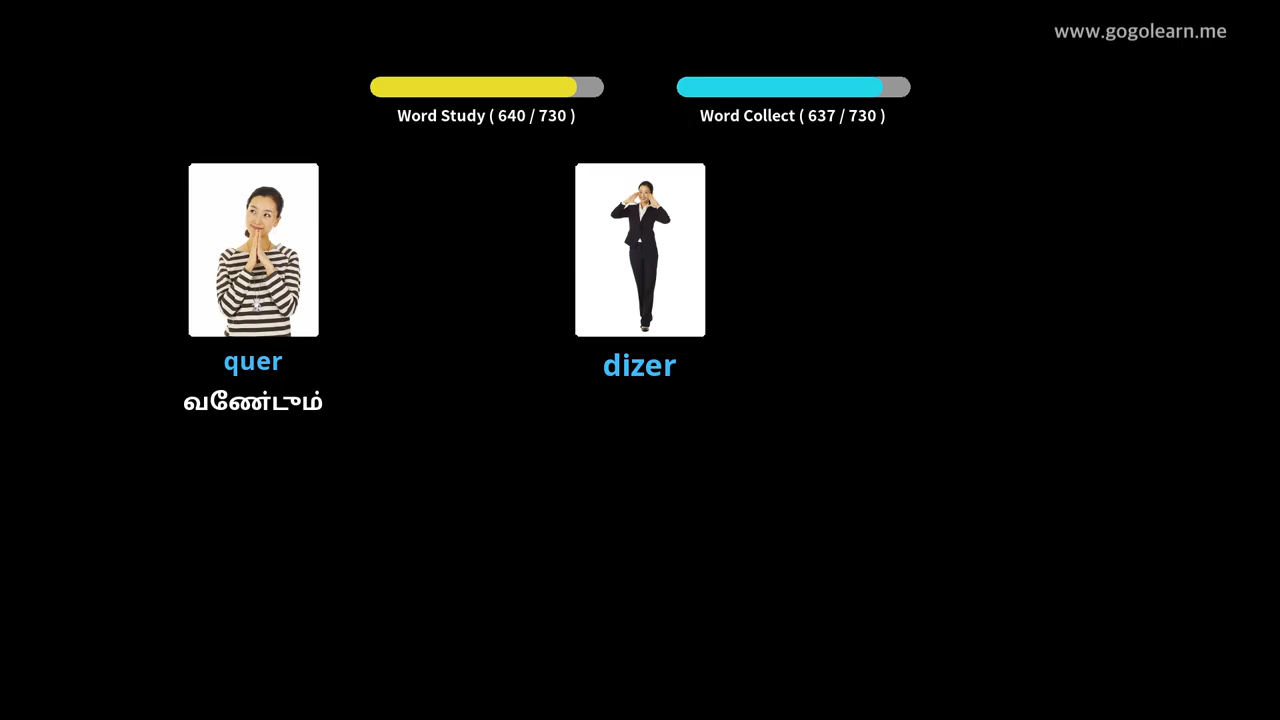 www.gogolearn.me
Word Study ( 640 / 730 )
Word Collect ( 637 / 730 )
quer
dizer
வேண்டும்